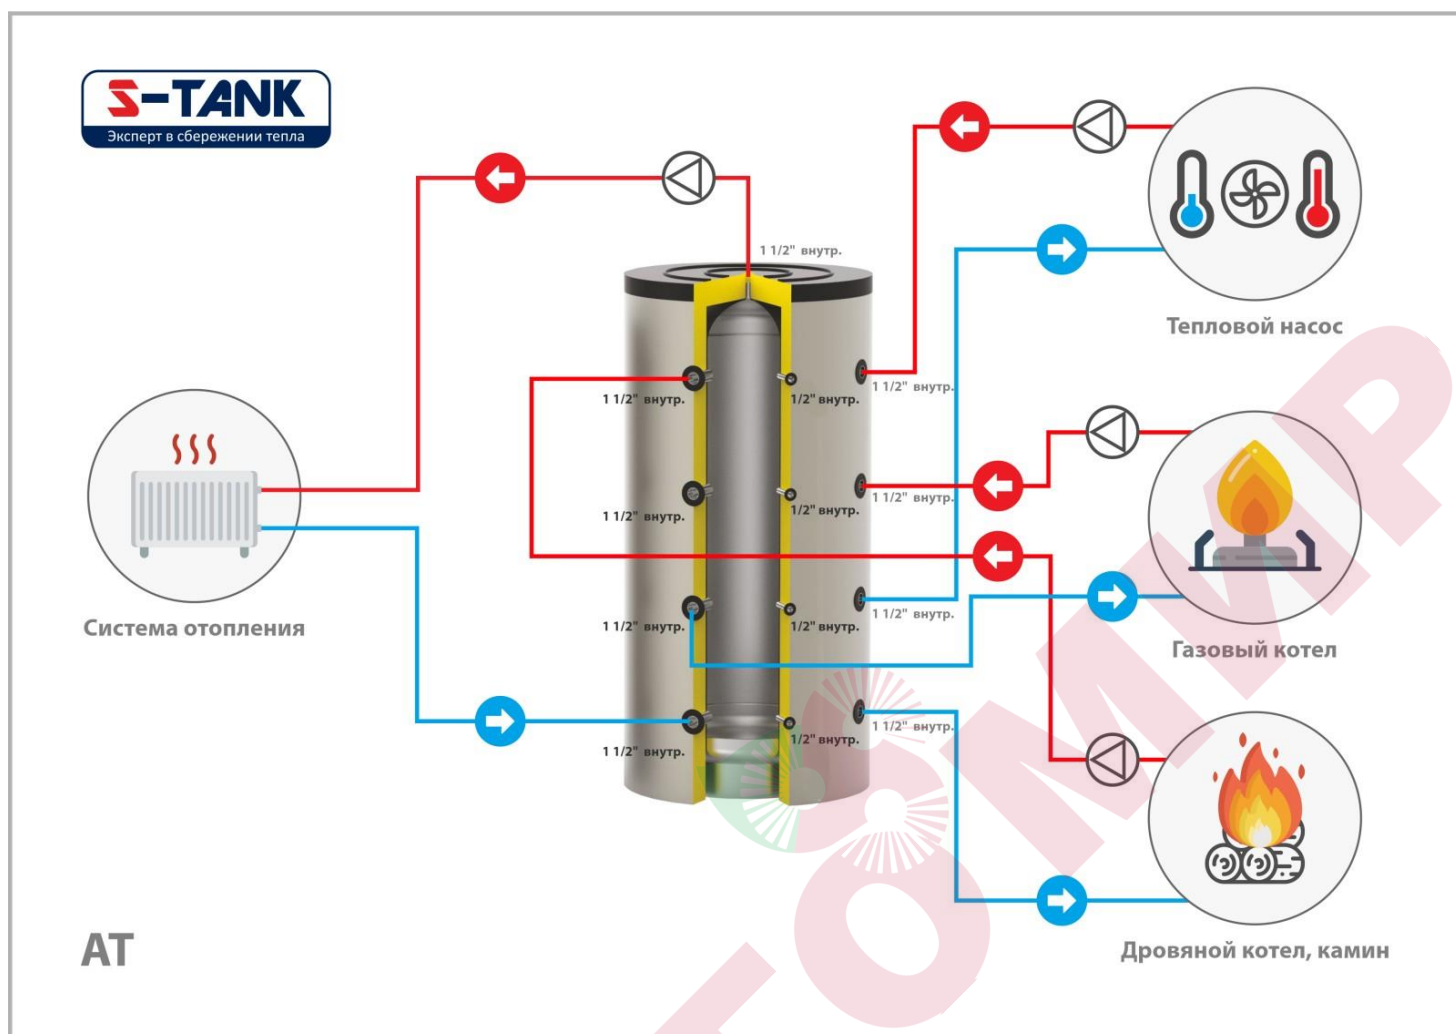 S-TANK
Эксперт в сбережении тепла
1 1/2" внутр.
Тепловой насос
1 1/2" внутр.
1/2" внутр.
1 1/2" внутр.
1 1/2" внутр.
1/2" внутр.
1 1/2" внутр.
Система отопления
1 1/2" внутр.
1/2" внутр.
1 1/2" внутр.
Газовый котел
1 1/2" внутр.
1/2" внутр.
1 1/2" внутр.
АТ
Дровяной котел, камин
ТОМИР